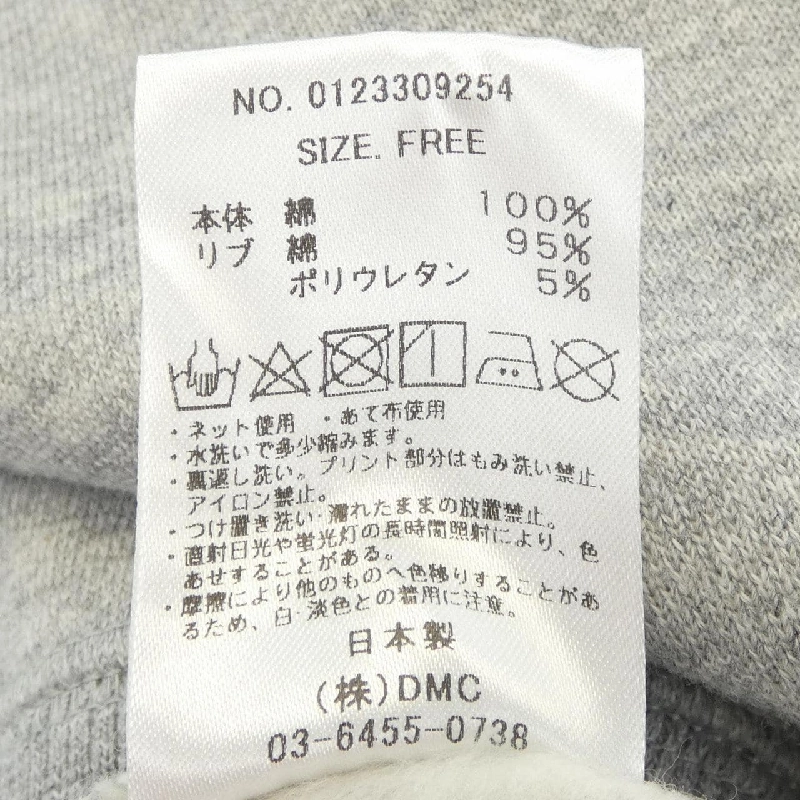 NO. 0123309254
SIZE. FREE
本体 綿 100%
リブ 綿 95%
ポリウレタン 5%
・ネット使用 ・あて布使用
・水洗いで多少縮みます。
・裏返し洗い。プリント部分はもみ洗い禁止、
アイロン禁止。
・つけ置き洗い・濡れたままの放置禁止。
・直射日光や蛍光灯の長時間照射により、色
あせすることがある。
・摩擦により他のものへ色移りすることがあ
るため、白・淡色との着用に注意。
日本製
(株)DMC
03-6455-0738